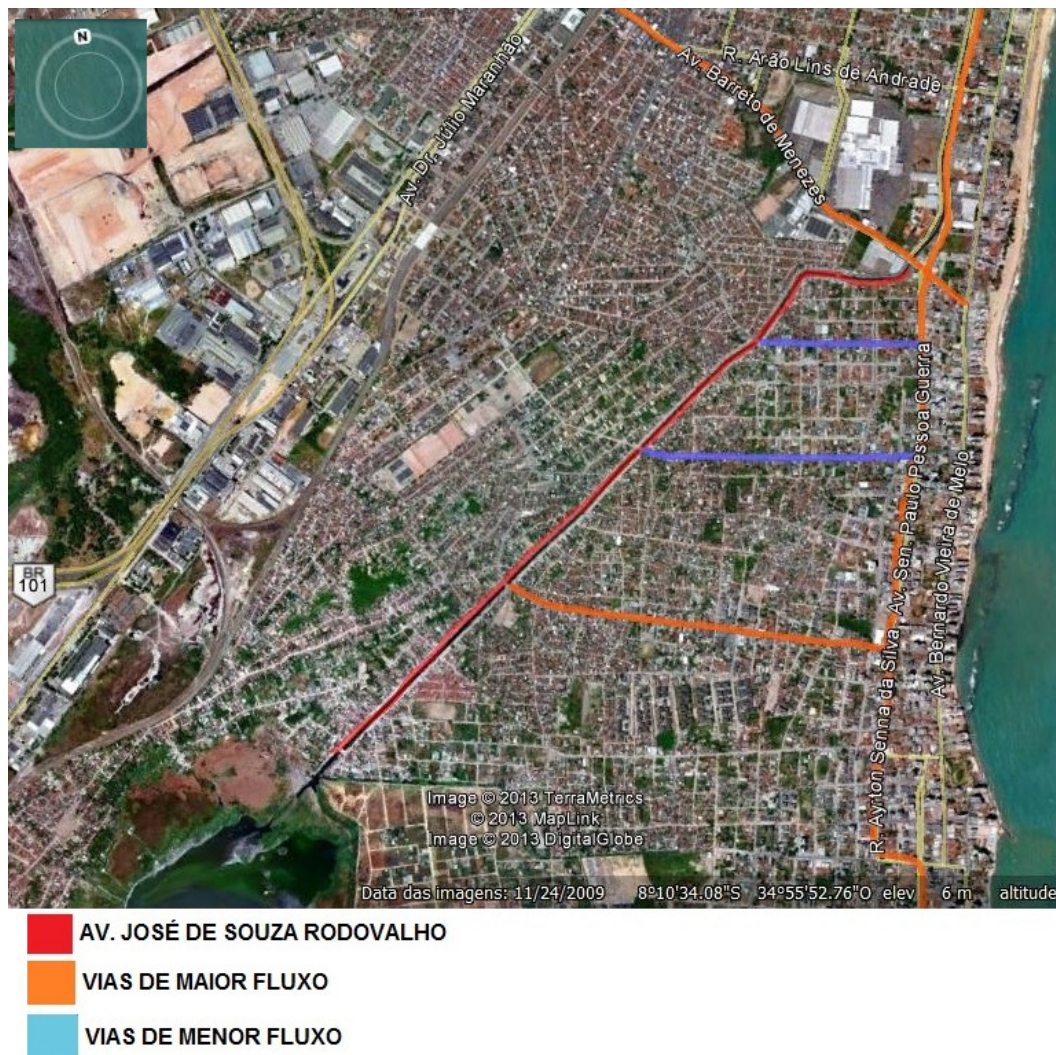 N
R. Arão Lins de Andrade
Av. Barreto de Menezes
Av. Dr. Júlio Maranhão
Av. Sen. Paulo Pessoa Guerra
Av. Bernardo Vieira de Melo
R. Ayrton Senna da Silva
BR
101
Image © 2013 TerraMetrics
© 2013 MapLink
Image © 2013 DigitalGlobe
Data das imagens: 11/24/2009 8°10'34.08"S 34°55'52.76"O elev 6 m altitude
AV. JOSÉ DE SOUZA RODOVALHO
VIAS DE MAIOR FLUXO
VIAS DE MENOR FLUXO